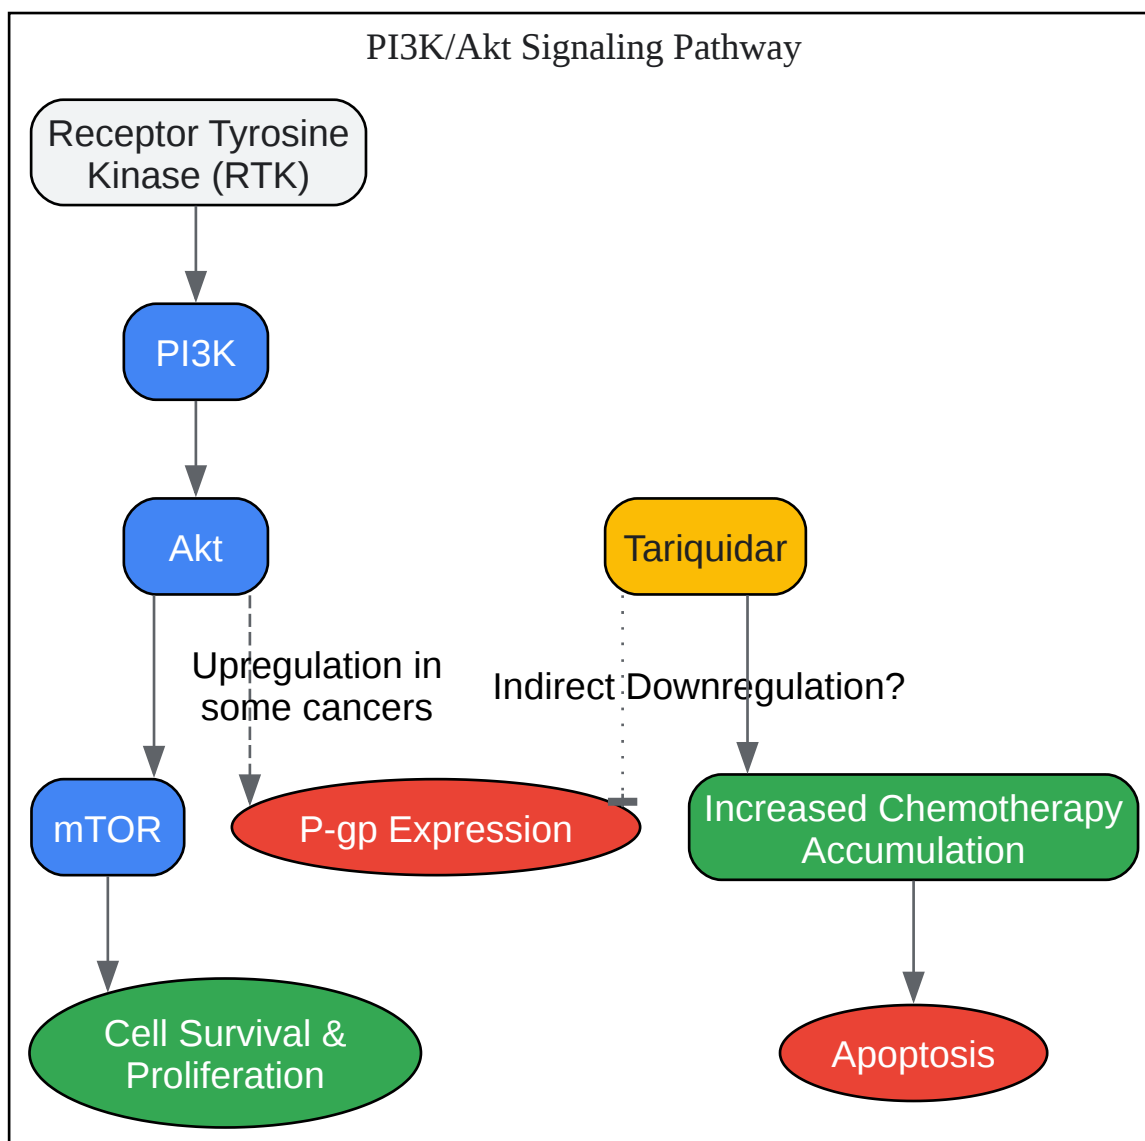 PI3K/Akt Signaling Pathway
Receptor Tyrosine
Kinase (RTK)
PI3K
Akt
Tariquidar
Upregulation in
some cancers
Indirect Downregulation?
mTOR
P-gp Expression
Increased Chemotherapy
Accumulation
Cell Survival &
Proliferation
Apoptosis